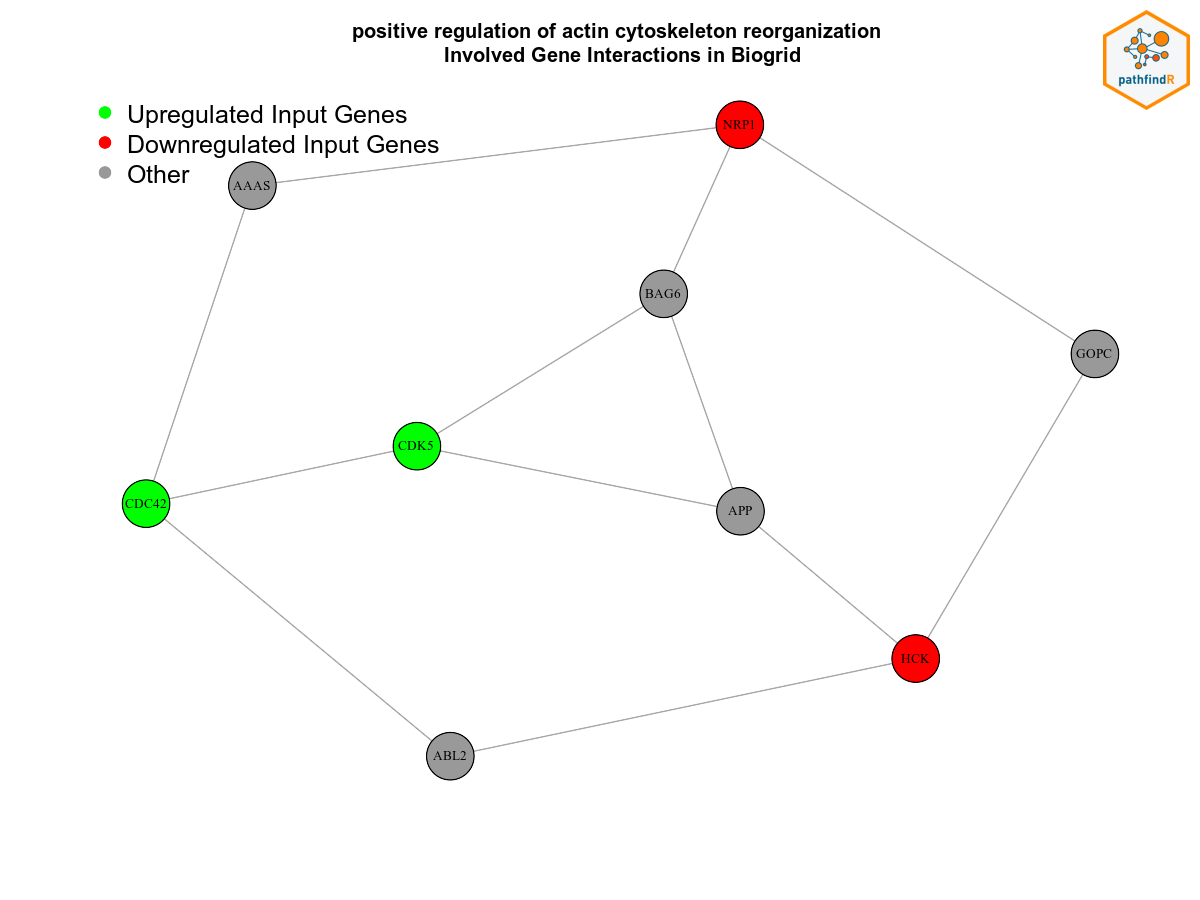 positive regulation of actin cytoskeleton reorganization
Involved Gene Interactions in Biogrid
pathfindR
Upregulated Input Genes
Downregulated Input Genes
Other
NRP1
AAAS
BAG6
GOPC
CDK5
CDC42
APP
HCK
ABL2